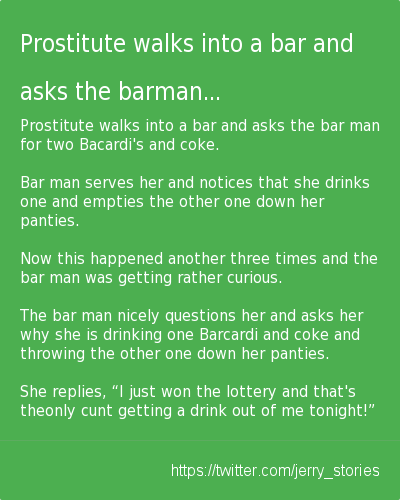 Prostitute walks into a bar and
asks the barman...
Prostitute walks into a bar and asks the bar man
for two Bacardi's and coke.
Bar man serves her and notices that she drinks
one and empties the other one down her
panties.
Now this happened another three times and the
bar man was getting rather curious.
The bar man nicely questions her and asks her
why she is drinking one Barcardi and coke and
throwing the other one down her panties.
She replies, “I just won the lottery and that's
theonly cunt getting a drink out of me tonight!”
https://twitter.com/jerry_stories